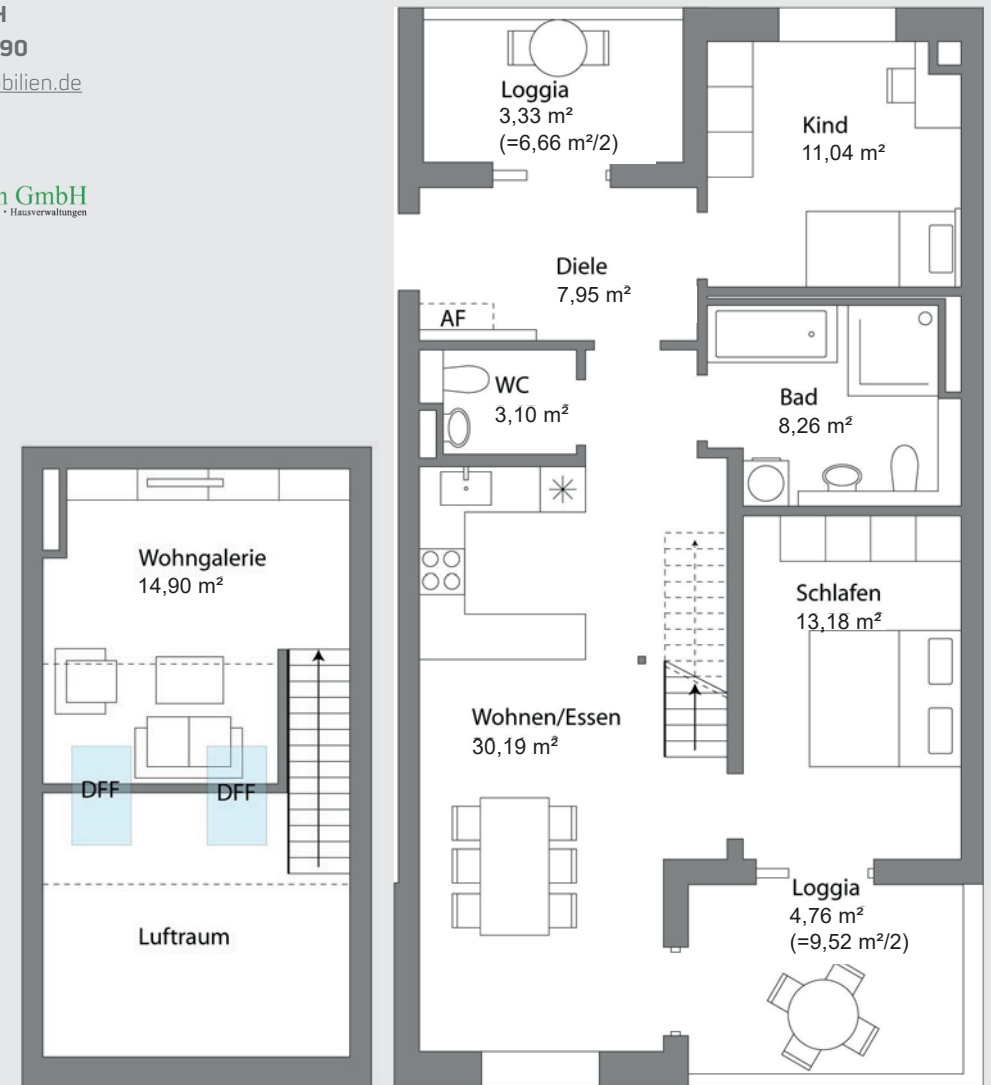 90
bilien.de
GmbH
• Hausverwaltungen
Loggia
3,33 m²
(=6,66 m²/2)
Kind
11,04 m²
Diele
7,95 m²
AF
WC
3,10 m²
Bad
8,26 m²
Schlafen
13,18 m²
Wohnen/Essen
30,19 m²
Loggia
4,76 m²
(=9,52 m²/2)
Wohngalerie
14,90 m²
DFF
DFF
Luftraum